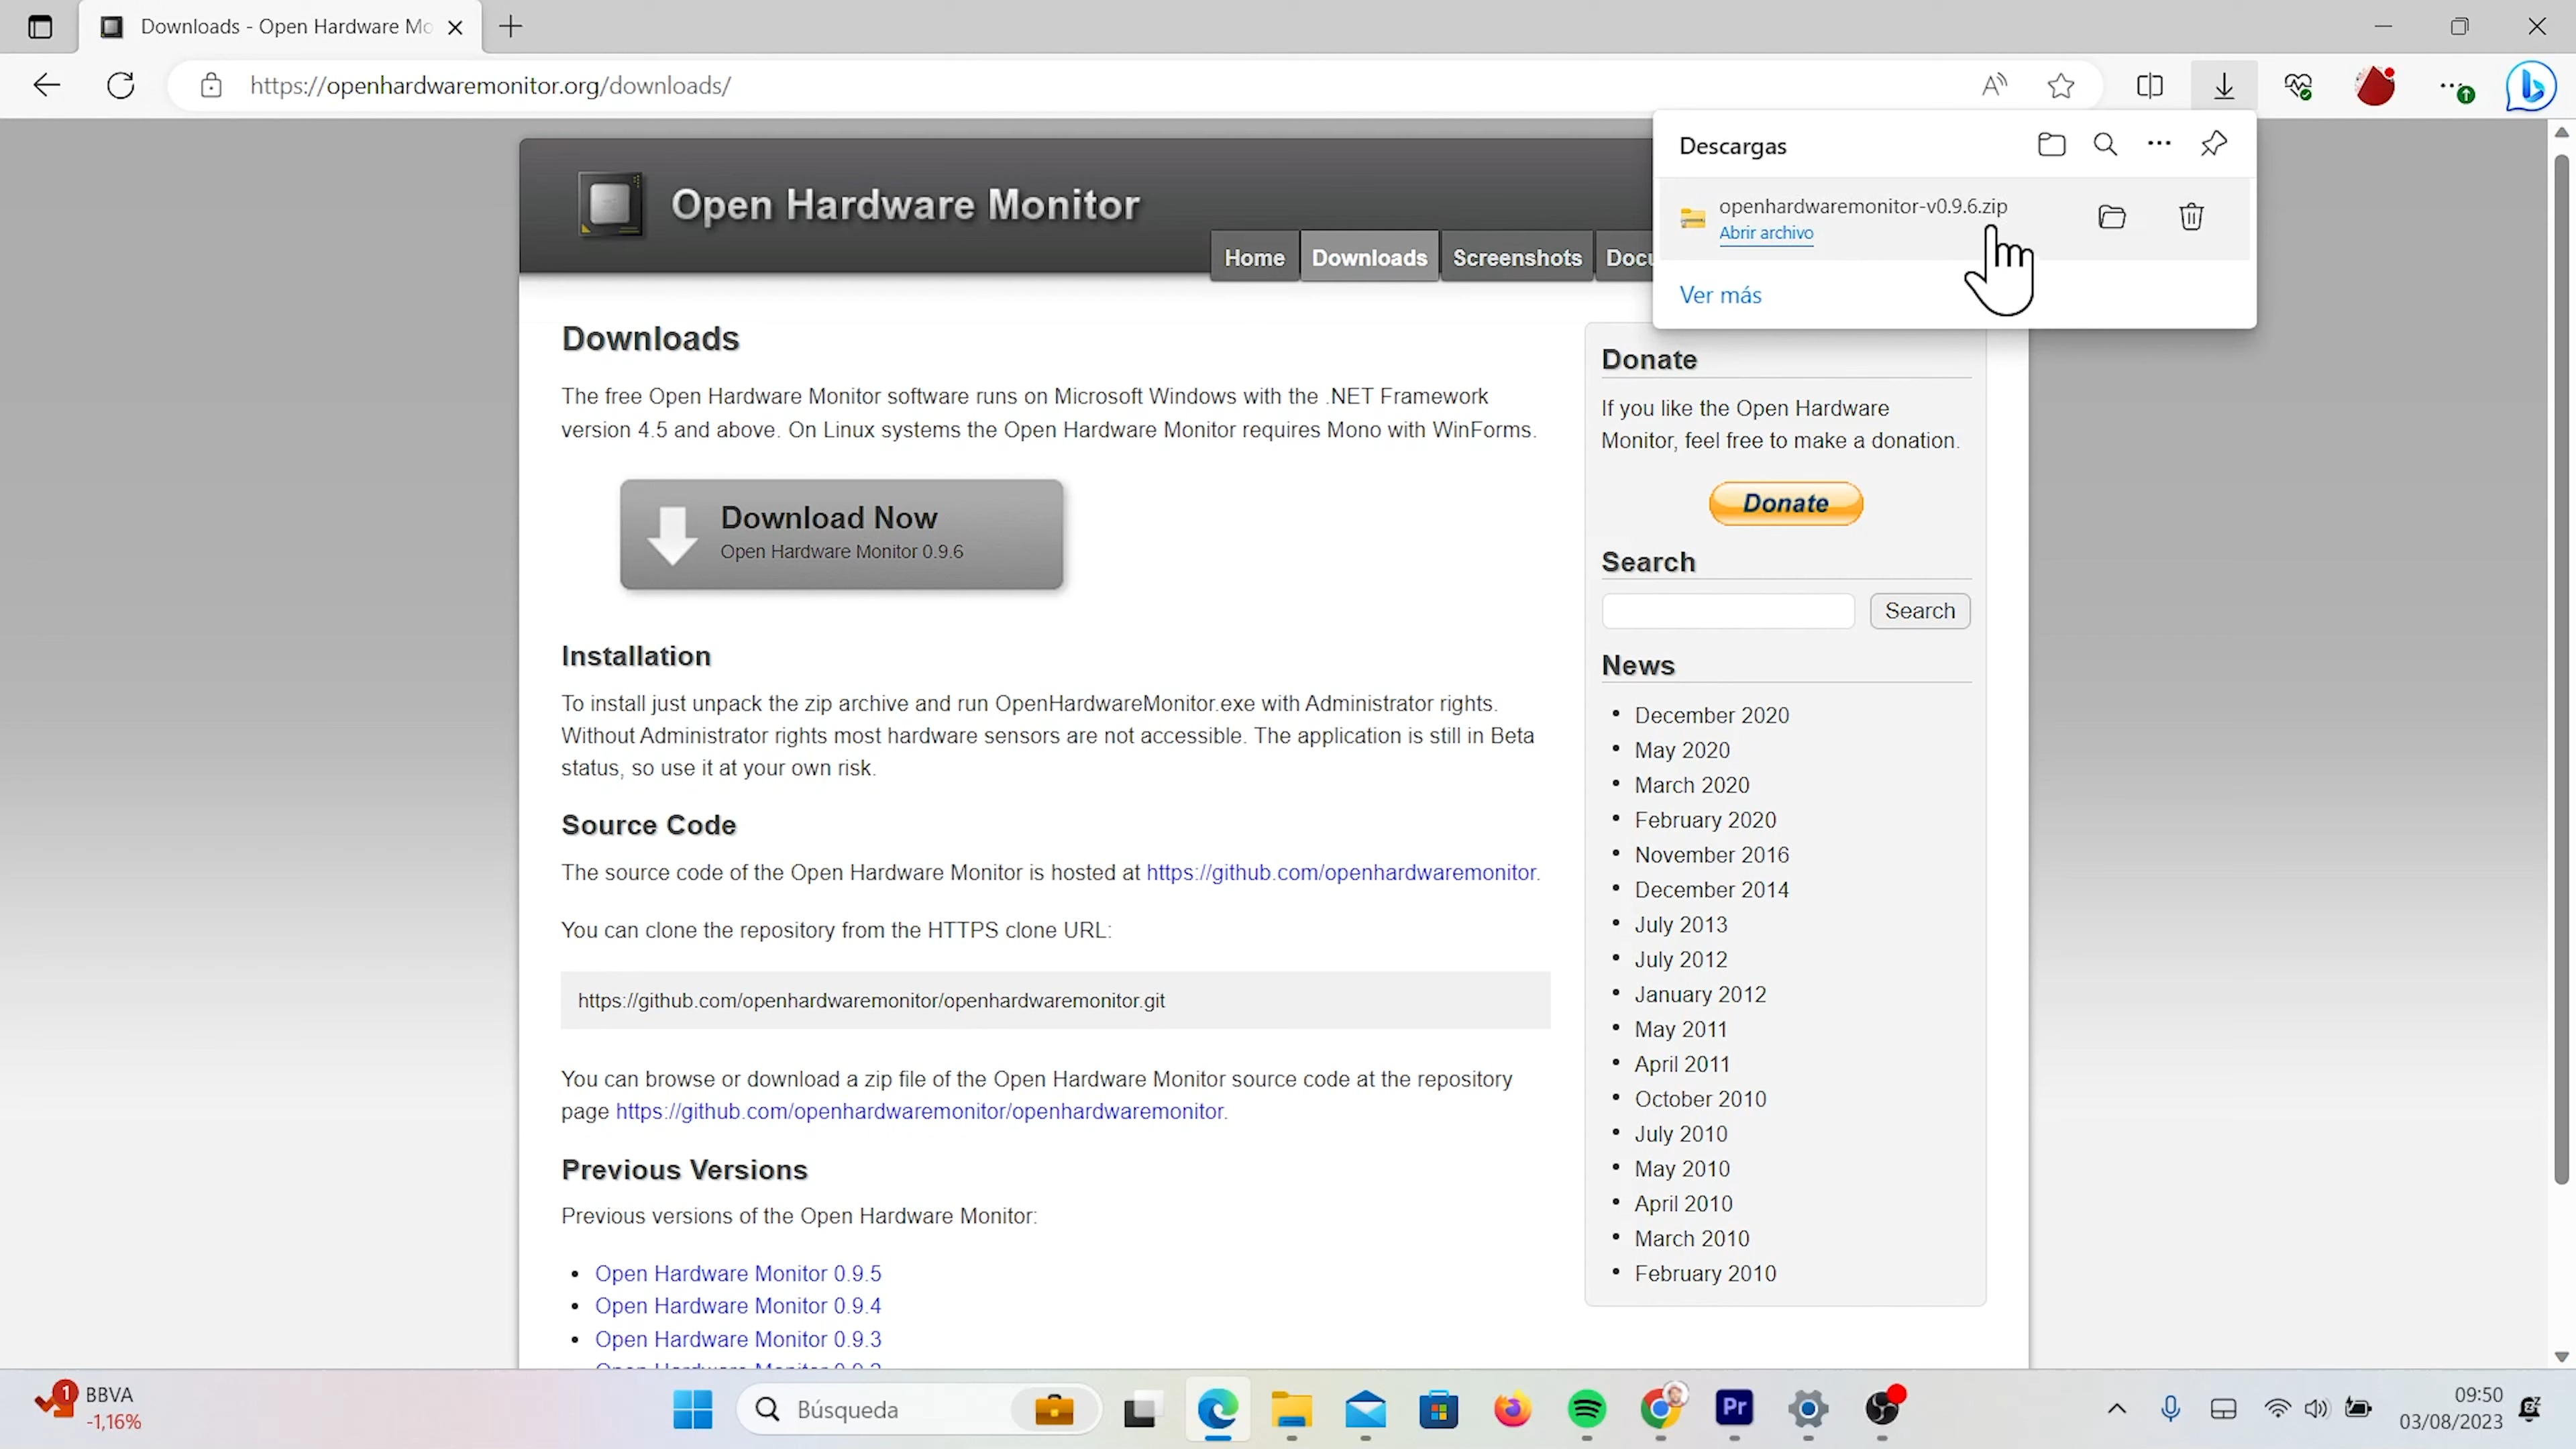 Downloads - Open Hardware Mo
https://openhardwaremonitor.org/downloads/
Descargas
openhardwaremonitor-v0.9.6.zip
Abrir archivo
Ver más
Open Hardware Monitor
Home
Downloads
Screenshots
Docu
Downloads
The free Open Hardware Monitor software runs on Microsoft Windows with the .NET Framework
version 4.5 and above. On Linux systems the Open Hardware Monitor requires Mono with WinForms.
Download Now
Open Hardware Monitor 0.9.6
Installation
To install just unpack the zip archive and run OpenHardwareMonitor.exe with Administrator rights.
Without Administrator rights most hardware sensors are not accessible. The application is still in Beta
status, so use it at your own risk.
Source Code
The source code of the Open Hardware Monitor is hosted at https://github.com/openhardwaremonitor.
You can clone the repository from the HTTPS clone URL:
https://github.com/openhardwaremonitor/openhardwaremonitor.git
You can browse or download a zip file of the Open Hardware Monitor source code at the repository
page https://github.com/openhardwaremonitor/openhardwaremonitor.
Previous Versions
Previous versions of the Open Hardware Monitor:
Open Hardware Monitor 0.9.5
Open Hardware Monitor 0.9.4
Open Hardware Monitor 0.9.3
Donate
If you like the Open Hardware
Monitor, feel free to make a donation.
Donate
Search
Search
News
December 2020
May 2020
March 2020
February 2020
November 2016
December 2014
July 2013
July 2012
January 2012
May 2011
April 2011
October 2010
July 2010
May 2010
April 2010
March 2010
February 2010
1
BBVA
-1,16%
Búsqueda
Pr
09:50
03/08/2023